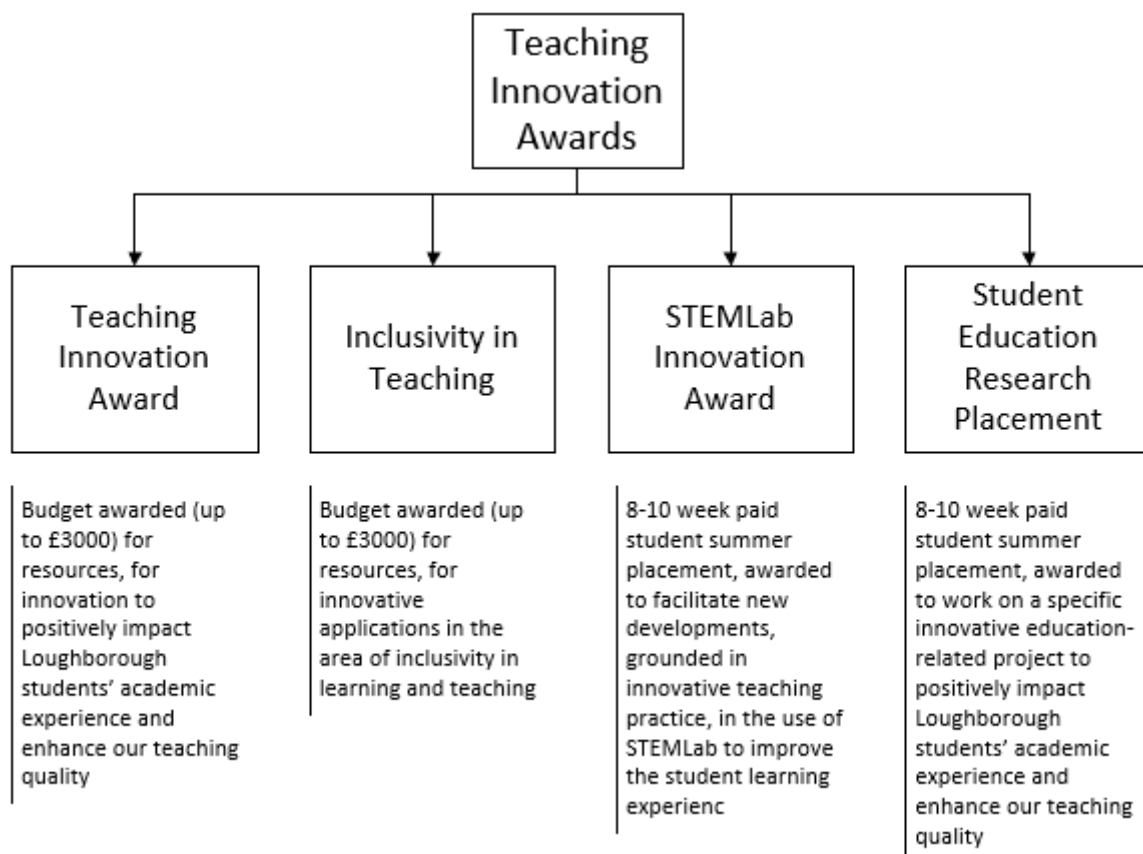 Teaching
Innovation
Awards
Teaching
Innovation
Award
Inclusivity in
Teaching
STEMLab
Innovation
Award
Student
Education
Research
Placement
Budget awarded (up
to £3000) for
resources, for
innovation to
positively impact
Loughborough
students’ academic
experience and
enhance our teaching
quality
Budget awarded (up
to £3000) for
resources, for
innovative
applications in the
area of inclusivity in
learning and teaching
8-10 week paid
student summer
placement, awarded
to facilitate new
developments,
grounded in
innovative teaching
practice, in the use of
STEMLab to improve
the student learning
experienc
8-10 week paid
student summer
placement, awarded
to work on a specific
innovative education-
related project to
positively impact
Loughborough
students’ academic
experience and
enhance our teaching
quality